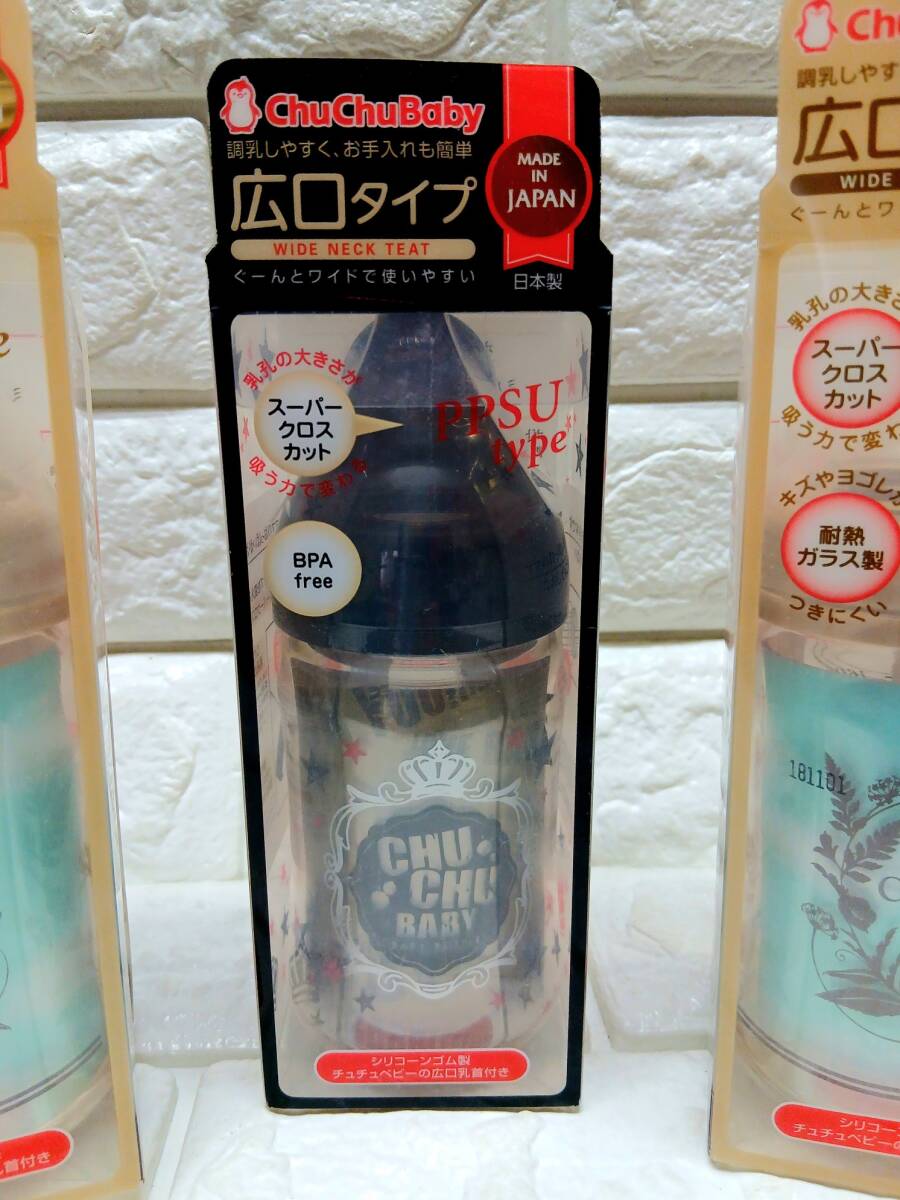 ChuChuBaby
調乳しやすく、お手入れも簡単
広口タイプ
WIDE NECK TEAT
ぐーんとワイドで使いやすい
MADE
IN
JAPAN
日本製
乳孔の大きさが
スーパー
クロス
カット
吸う力で変わる
PPSU
type
BPA
free
CHU
CHU
BABY
シリコーンゴム製
チュチュベビーの広口乳首付き
Chu
調乳しやす
広口
WIDE
ぐーんとワ
乳孔の大きさ
スーパー
クロス
カット
吸う力で変わ
キズやヨゴレが
耐熱
ガラス製
つきにくい
181101
シリコー
チュチュベビーの
首付き